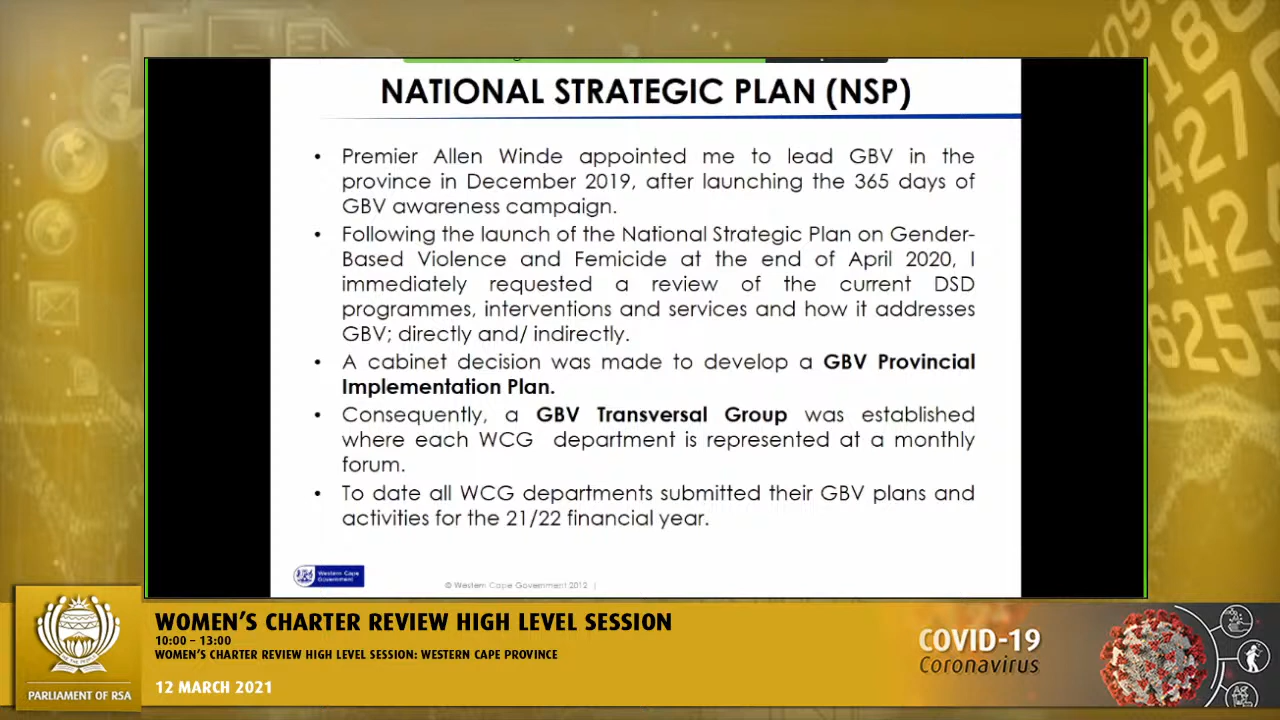 NATIONAL STRATEGIC PLAN (NSP)
• Premier Allen Winde appointed me to lead GBV in the
province in December 2019, after launching the 365 days of
GBV awareness campaign.
• Following the launch of the National Strategic Plan on Gender-
Based Violence and Femicide at the end of April 2020, I
immediately requested a review of the current DSD
programmes, interventions and services and how it addresses
GBV; directly and/ indirectly.
• A cabinet decision was made to develop a GBV Provincial
Implementation Plan.
• Consequently, a GBV Transversal Group was established
where each WCG department is represented at a monthly
forum.
• To date all WCG departments submitted their GBV plans and
activities for the 21/22 financial year.
Western Cape
Government
© Western Cape Government 2012 |
WOMEN'S CHARTER REVIEW HIGH LEVEL SESSION
10:00 – 13:00
WOMEN'S CHARTER REVIEW HIGH LEVEL SESSION: WESTERN CAPE PROVINCE
12 MARCH 2021
PARLIAMENT OF RSA
COVID-19
Coronavirus